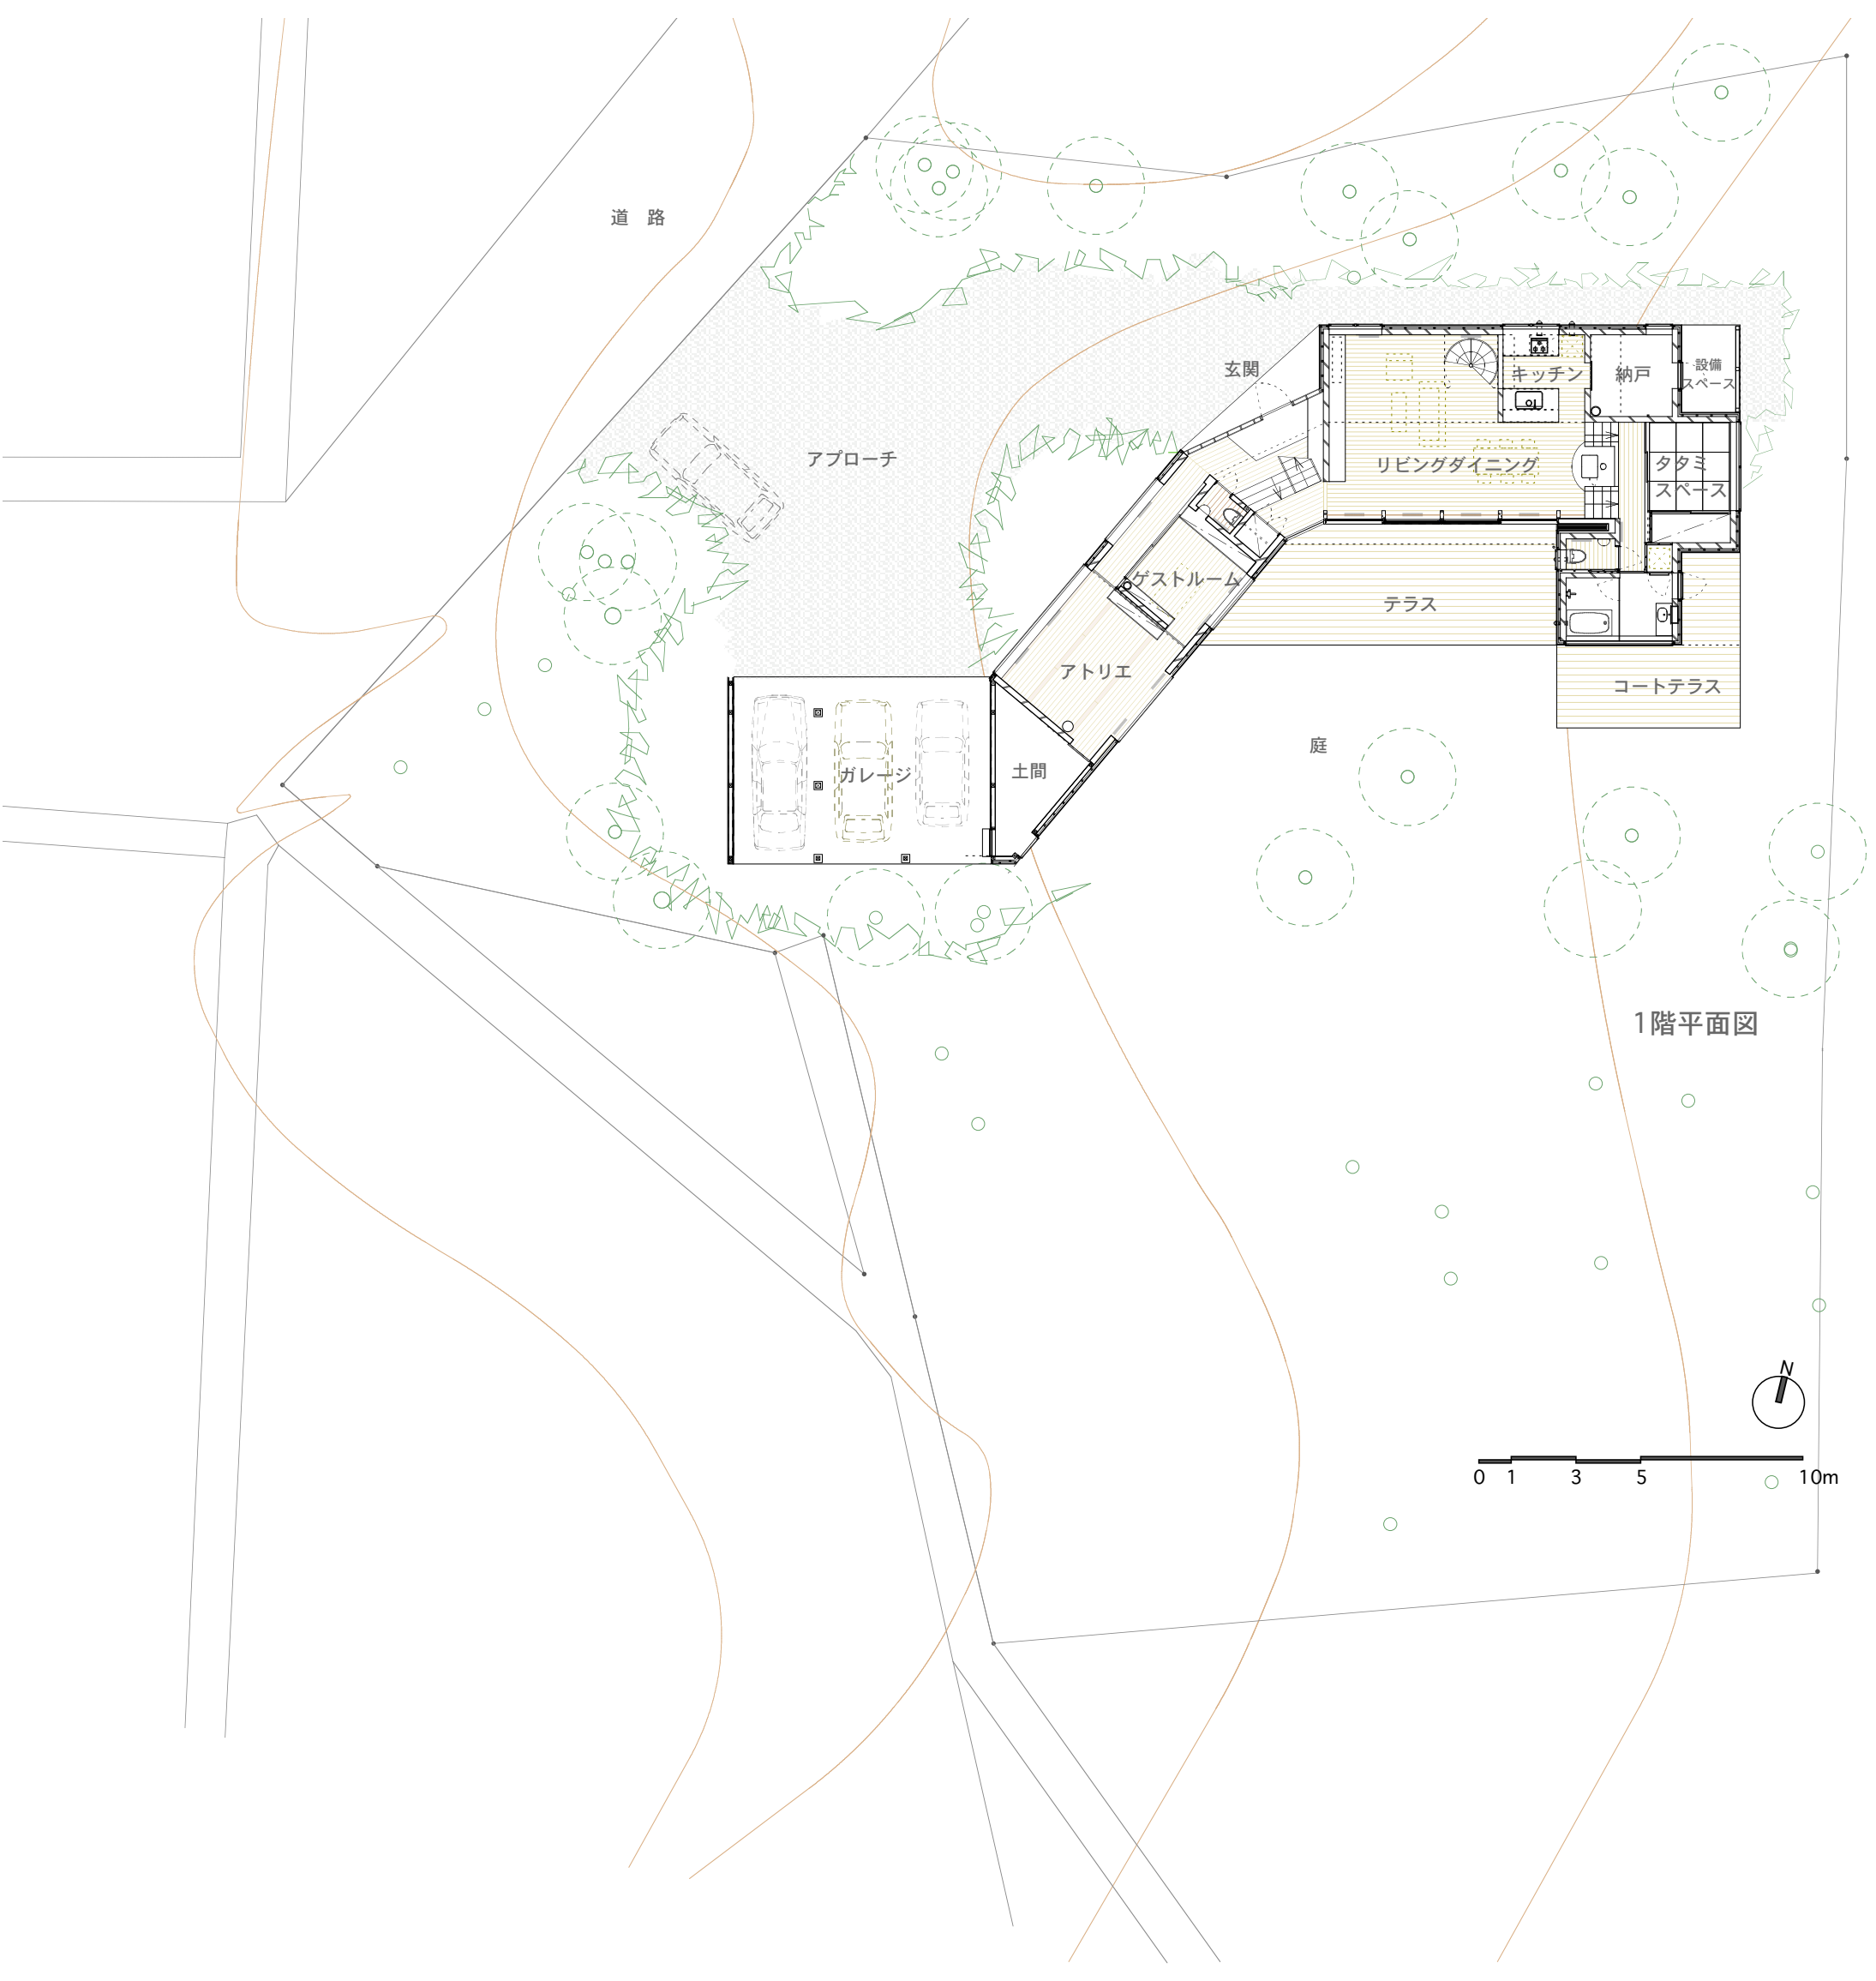 道　路
玄関
キッチン
納戸
設備
スペース
アプローチ
リビングダイニング
タタミ
スペース
ゲストルーム
テラス
アトリエ
コートテラス
庭
ガレージ
土間
1階平面図
N
0 1 3 5 10m